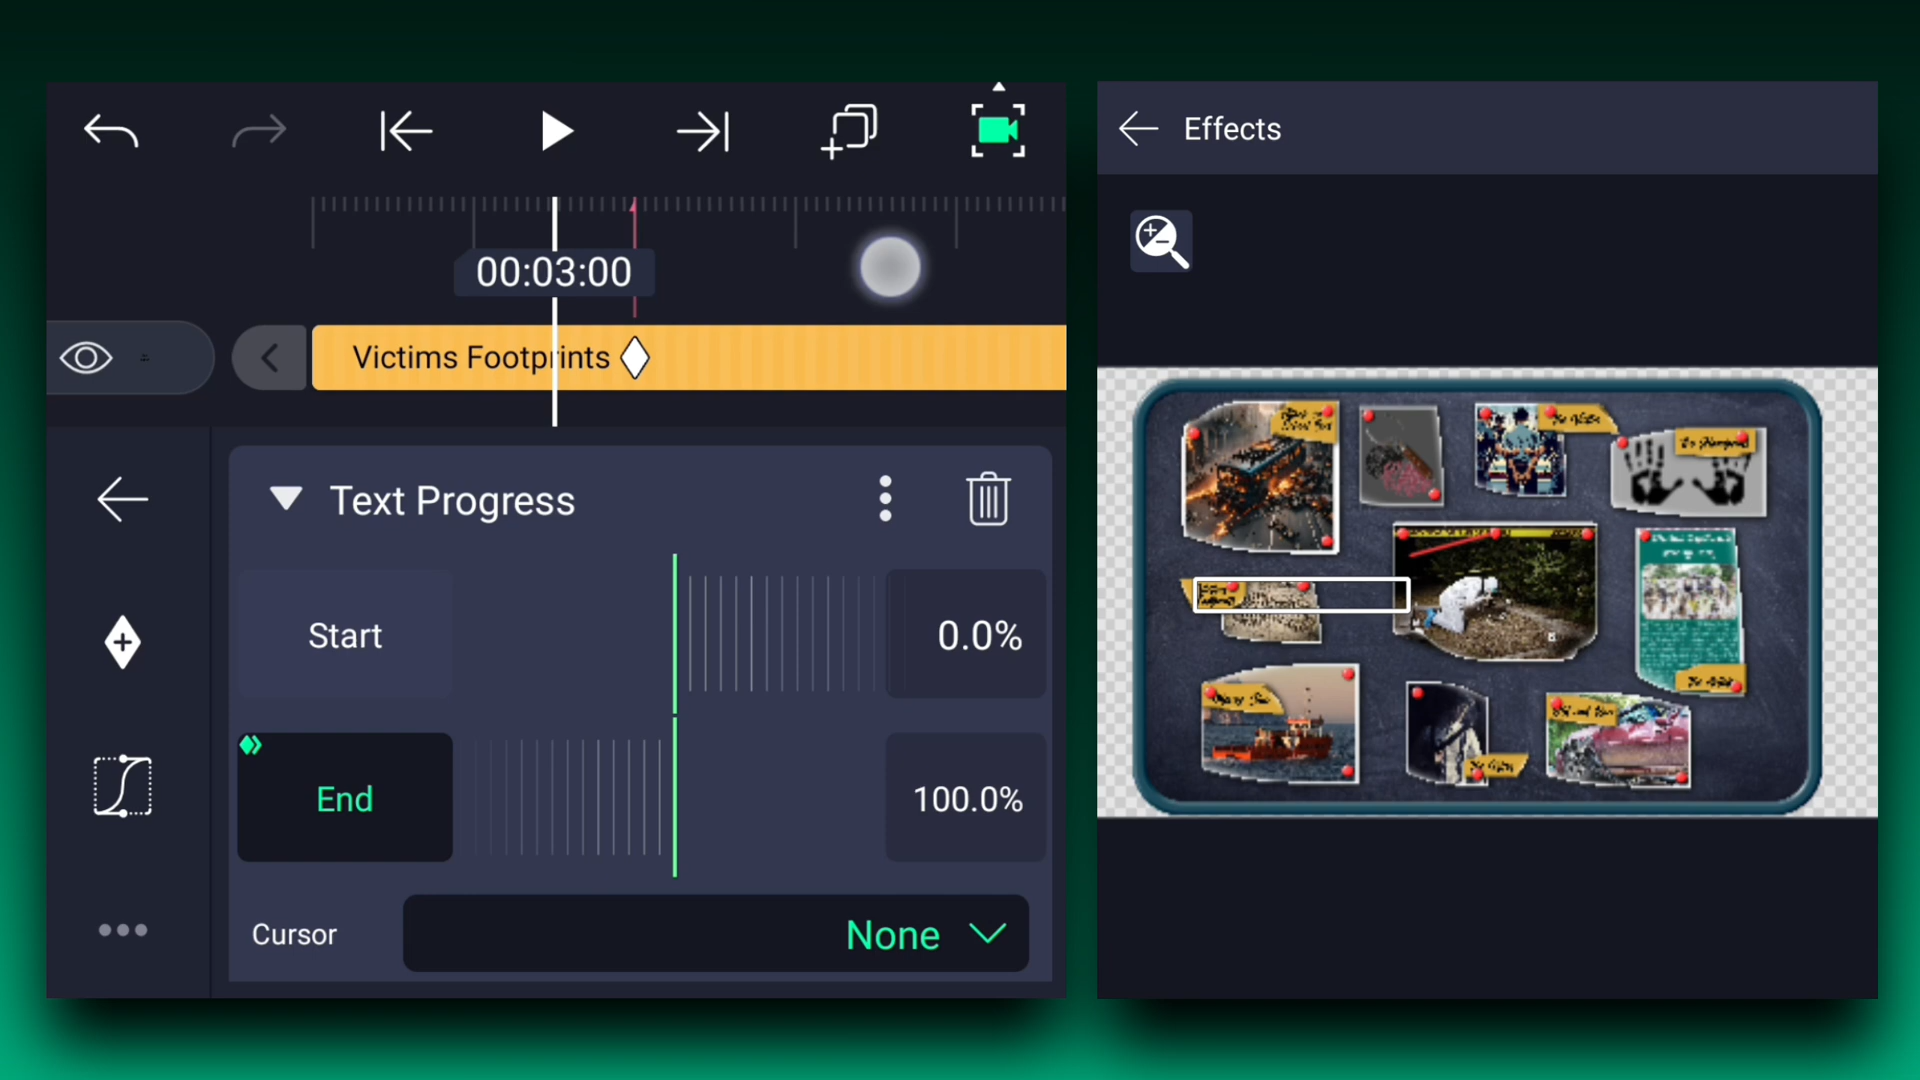 Effects
00:03:00
Victims Footprints
Text Progress
Start
0.0%
End
100.0%
Cursor
None